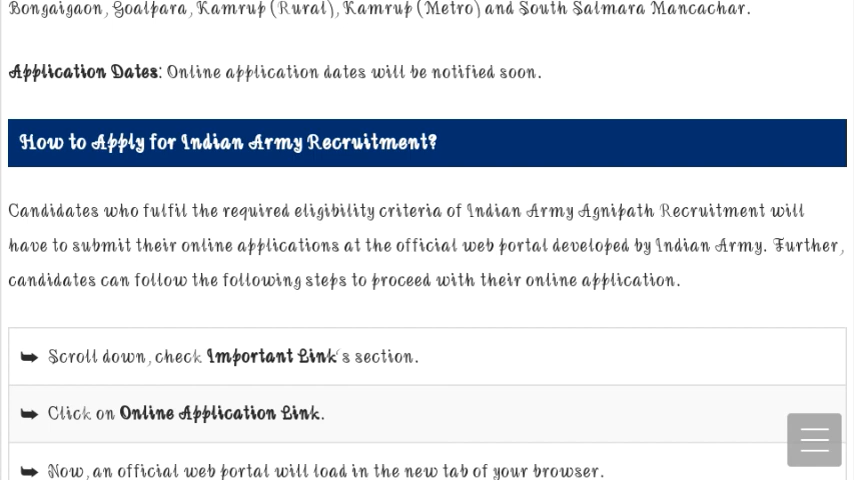 Bongaigaon, Goalpara, Kamrup (Rural), Kamrup (Metro) and South Salmara Mancachar.
Application Dates: Online application dates will be notified soon.
How to Apply for Indian Army Recruitment?
Candidates who fulfil the required eligibility criteria of Indian Army Agnipath Recruitment will
have to submit their online applications at the official web portal developed by Indian Army. Further,
candidates can follow the following steps to proceed with their online application.
➥ Scroll down, check Important Link's section.
➥ Click on Online Application Link.
➥ Now, an official web portal will load in the new tab of your browser.